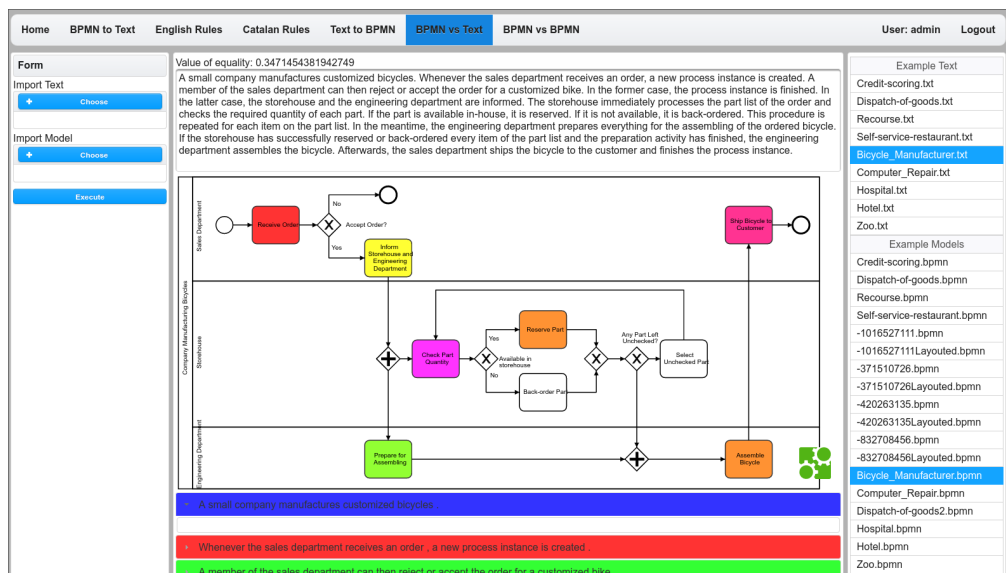 Home BPMN to Text English Rules Catalan Rules Text to BPMN BPMN vs Text BPMN vs BPMN User: admin Logout
Form
Import Text
Choose
Import Model
Choose
Execute
Value of equality: 0.3471454381942749
A small company manufactures customized bicycles. Whenever the sales department receives an order, a new process instance is created. A
member of the sales department can then reject or accept the order for a customized bike. In the former case, the process instance is finished. In
the latter case, the storehouse and the engineering department are informed. The storehouse immediately processes the part list of the order and
checks the required quantity of each part. If the part is available in-house, it is reserved. If it is not available, it is back-ordered. This procedure is
repeated for each item on the part list. In the meantime, the engineering department prepares everything for the assembling of the ordered bicycle.
If the storehouse has successfully reserved or back-ordered every item of the part list and the preparation activity has finished, the engineering
department assembles the bicycle. Afterwards, the sales department ships the bicycle to the customer and finishes the process instance.
Company Manufacturing Bicycles
Sales Department
Receive Order
No
Accept Order?
Yes
Inform
Storehouse and
Engineering
Department
Ship Bicycle to
Customer
Storehouse
Check Part
Quantity
Yes
Available in
storehouse
No
Reserve Part
Back-order Part
Any Part Left
Unchecked?
Select
Unchecked Part
Engineering Department
Prepare for
Assembling
Assemble
Bicycle
A small company manufactures customized bicycles .
Whenever the sales department receives an order , a new process instance is created .
A member of the sales department can then reject or accept the order for a customized bike .
Example Text
Credit-scoring.txt
Dispatch-of-goods.txt
Recourse.txt
Self-service-restaurant.txt
Bicycle_Manufacturer.txt
Computer_Repair.txt
Hospital.txt
Hotel.txt
Zoo.txt
Example Models
Credit-scoring.bpmn
Dispatch-of-goods.bpmn
Recourse.bpmn
Self-service-restaurant.bpmn
-1016527111.bpmn
-1016527111Layouted.bpmn
-371510726.bpmn
-371510726Layouted.bpmn
-420263135.bpmn
-420263135Layouted.bpmn
-832708456.bpmn
-832708456Layouted.bpmn
Bicycle_Manufacturer.bpmn
Computer_Repair.bpmn
Dispatch-of-goods2.bpmn
Hospital.bpmn
Hotel.bpmn
Zoo.bpmn